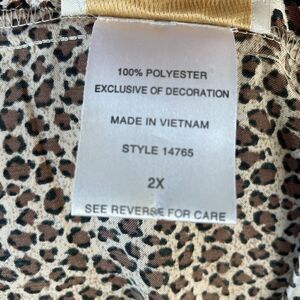 100% POLYESTER
EXCLUSIVE OF DECORATION
MADE IN VIETNAM
STYLE 14765
2X
SEE REVERSE FOR CARE